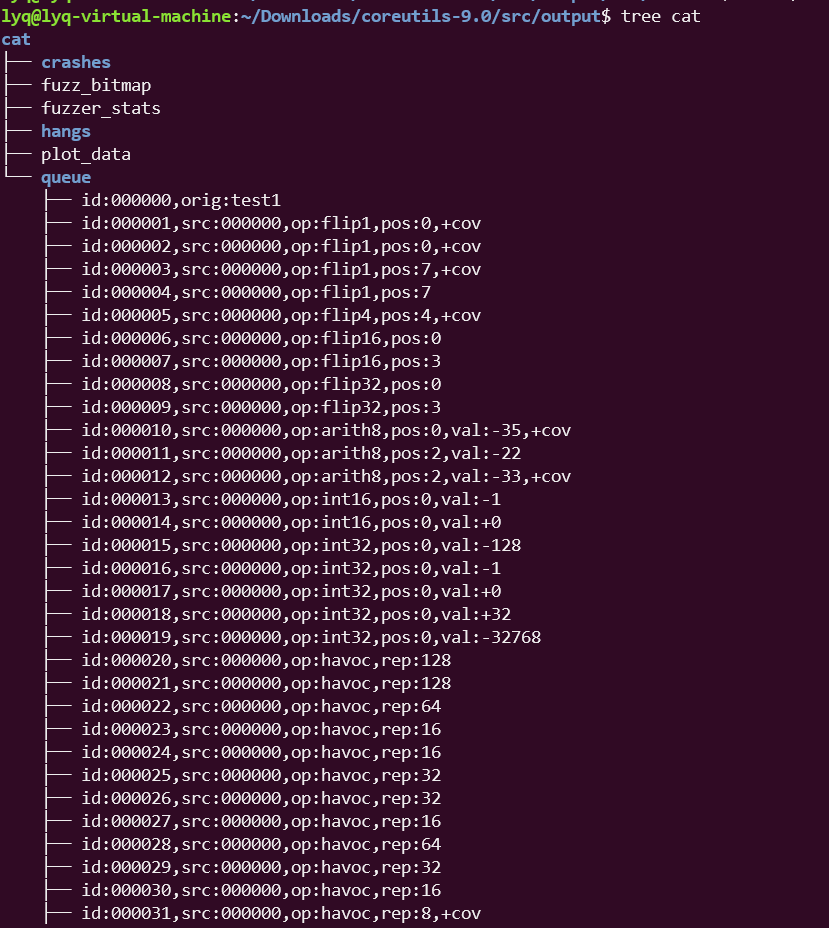 lyq@lyq-virtual-machine:~/Downloads/coreutils-9.0/src/output$ tree cat
cat
├── crashes
├── fuzz_bitmap
├── fuzzer_stats
├── hangs
├── plot_data
└── queue
    ├── id:000000,orig:test1
    ├── id:000001,src:000000,op:flip1,pos:0,+cov
    ├── id:000002,src:000000,op:flip1,pos:0,+cov
    ├── id:000003,src:000000,op:flip1,pos:7,+cov
    ├── id:000004,src:000000,op:flip1,pos:7
    ├── id:000005,src:000000,op:flip4,pos:4,+cov
    ├── id:000006,src:000000,op:flip16,pos:0
    ├── id:000007,src:000000,op:flip16,pos:3
    ├── id:000008,src:000000,op:flip32,pos:0
    ├── id:000009,src:000000,op:flip32,pos:3
    ├── id:000010,src:000000,op:arith8,pos:0,val:-35,+cov
    ├── id:000011,src:000000,op:arith8,pos:2,val:-22
    ├── id:000012,src:000000,op:arith8,pos:2,val:-33,+cov
    ├── id:000013,src:000000,op:int16,pos:0,val:-1
    ├── id:000014,src:000000,op:int16,pos:0,val:+0
    ├── id:000015,src:000000,op:int32,pos:0,val:-128
    ├── id:000016,src:000000,op:int32,pos:0,val:-1
    ├── id:000017,src:000000,op:int32,pos:0,val:+0
    ├── id:000018,src:000000,op:int32,pos:0,val:+32
    ├── id:000019,src:000000,op:int32,pos:0,val:-32768
    ├── id:000020,src:000000,op:havoc,rep:128
    ├── id:000021,src:000000,op:havoc,rep:128
    ├── id:000022,src:000000,op:havoc,rep:64
    ├── id:000023,src:000000,op:havoc,rep:16
    ├── id:000024,src:000000,op:havoc,rep:16
    ├── id:000025,src:000000,op:havoc,rep:32
    ├── id:000026,src:000000,op:havoc,rep:32
    ├── id:000027,src:000000,op:havoc,rep:16
    ├── id:000028,src:000000,op:havoc,rep:64
    ├── id:000029,src:000000,op:havoc,rep:32
    ├── id:000030,src:000000,op:havoc,rep:16
    ├── id:000031,src:000000,op:havoc,rep:8,+cov